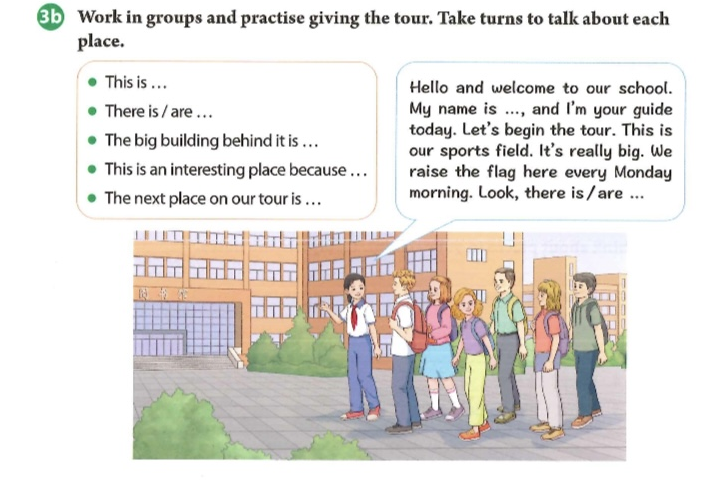 3b Work in groups and practise giving the tour. Take turns to talk about each
place.
● This is …
● There is / are …
● The big building behind it is …
● This is an interesting place because …
● The next place on our tour is …
Hello and welcome to our school.
My name is …, and I’m your guide
today. Let’s begin the tour. This is
our sports field. It’s really big. We
raise the flag here every Monday
morning. Look, there is / are …